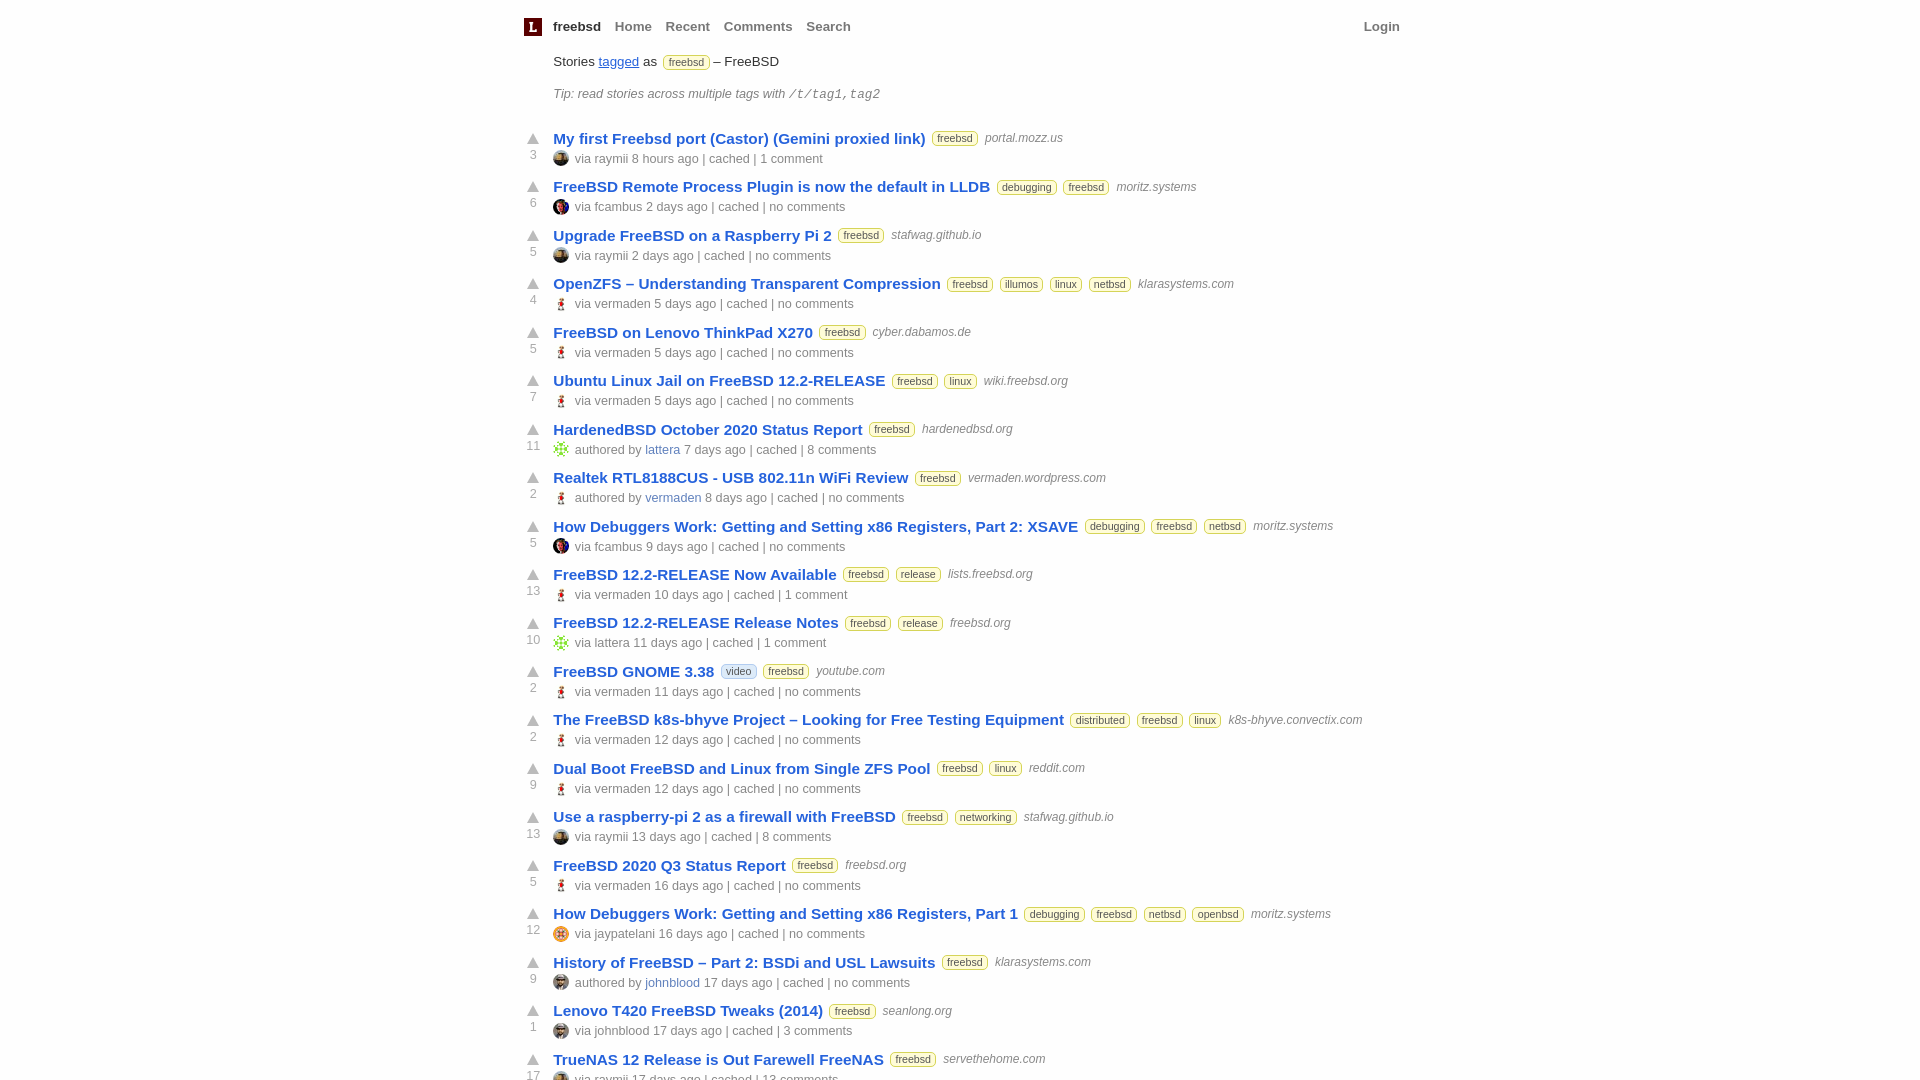 L freebsd Home Recent Comments Search Login
Stories tagged as freebsd – FreeBSD
Tip: read stories across multiple tags with /t/tag1,tag2
My first Freebsd port (Castor) (Gemini proxied link) freebsd portal.mozz.us
3 via raymii 8 hours ago | cached | 1 comment
FreeBSD Remote Process Plugin is now the default in LLDB debugging freebsd moritz.systems
6 via fcambus 2 days ago | cached | no comments
Upgrade FreeBSD on a Raspberry Pi 2 freebsd stafwag.github.io
5 via raymii 2 days ago | cached | no comments
OpenZFS – Understanding Transparent Compression freebsd illumos linux netbsd klarasystems.com
4 via vermaden 5 days ago | cached | no comments
FreeBSD on Lenovo ThinkPad X270 freebsd cyber.dabamos.de
5 via vermaden 5 days ago | cached | no comments
Ubuntu Linux Jail on FreeBSD 12.2-RELEASE freebsd linux wiki.freebsd.org
7 via vermaden 5 days ago | cached | no comments
HardenedBSD October 2020 Status Report freebsd hardenedbsd.org
11 authored by lattera 7 days ago | cached | 8 comments
Realtek RTL8188CUS - USB 802.11n WiFi Review freebsd vermaden.wordpress.com
2 authored by vermaden 8 days ago | cached | no comments
How Debuggers Work: Getting and Setting x86 Registers, Part 2: XSAVE debugging freebsd netbsd moritz.systems
5 via fcambus 9 days ago | cached | no comments
FreeBSD 12.2-RELEASE Now Available freebsd release lists.freebsd.org
13 via vermaden 10 days ago | cached | 1 comment
FreeBSD 12.2-RELEASE Release Notes freebsd release freebsd.org
10 via lattera 11 days ago | cached | 1 comment
FreeBSD GNOME 3.38 video freebsd youtube.com
2 via vermaden 11 days ago | cached | no comments
The FreeBSD k8s-bhyve Project – Looking for Free Testing Equipment distributed freebsd linux k8s-bhyve.convectix.com
2 via vermaden 12 days ago | cached | no comments
Dual Boot FreeBSD and Linux from Single ZFS Pool freebsd linux reddit.com
9 via vermaden 12 days ago | cached | no comments
Use a raspberry-pi 2 as a firewall with FreeBSD freebsd networking stafwag.github.io
13 via raymii 13 days ago | cached | 8 comments
FreeBSD 2020 Q3 Status Report freebsd freebsd.org
5 via vermaden 16 days ago | cached | no comments
How Debuggers Work: Getting and Setting x86 Registers, Part 1 debugging freebsd netbsd openbsd moritz.systems
12 via jaypatelani 16 days ago | cached | no comments
History of FreeBSD – Part 2: BSDi and USL Lawsuits freebsd klarasystems.com
9 authored by johnblood 17 days ago | cached | no comments
Lenovo T420 FreeBSD Tweaks (2014) freebsd seanlong.org
1 via johnblood 17 days ago | cached | 3 comments
TrueNAS 12 Release is Out Farewell FreeNAS freebsd servethehome.com
17 via raymii 17 days ago | cached | 13 comments